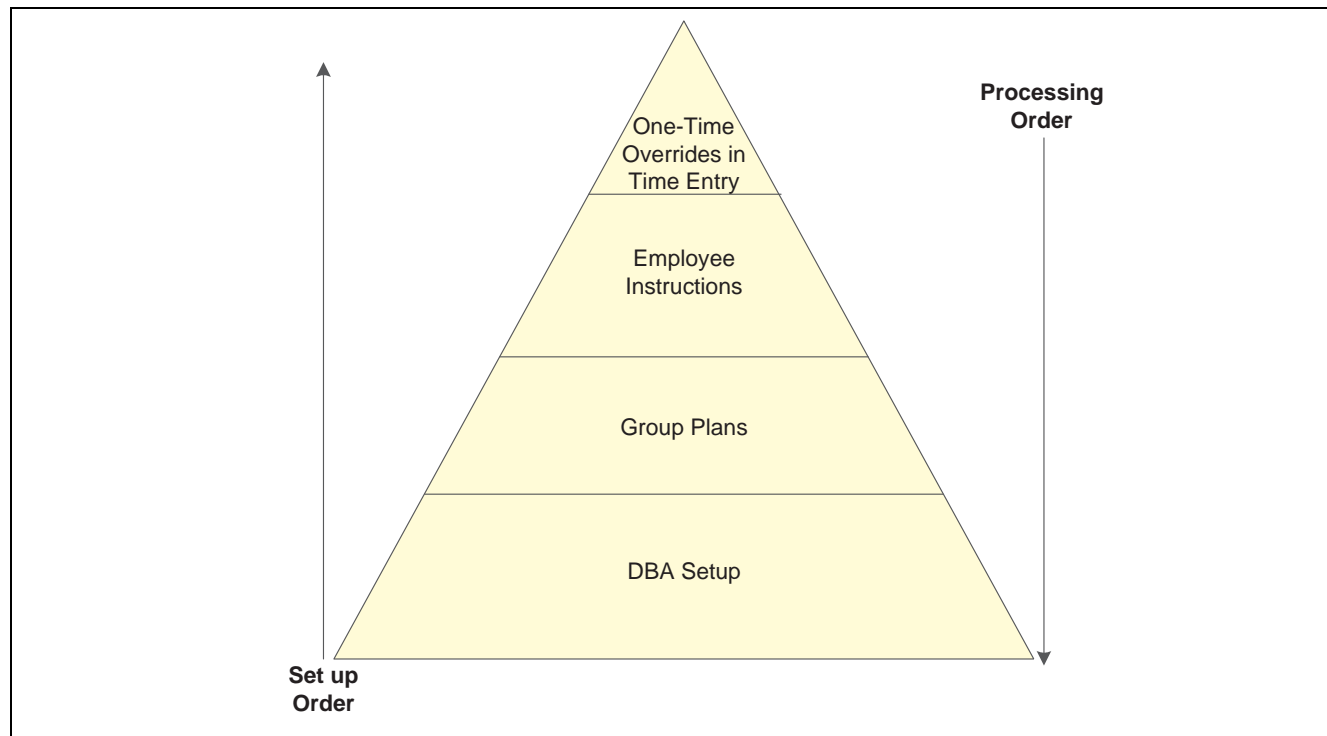 Processing
Order
One-Time
Overrides in
Time Entry
Employee
Instructions
Group Plans
DBA Setup
Set up
Order